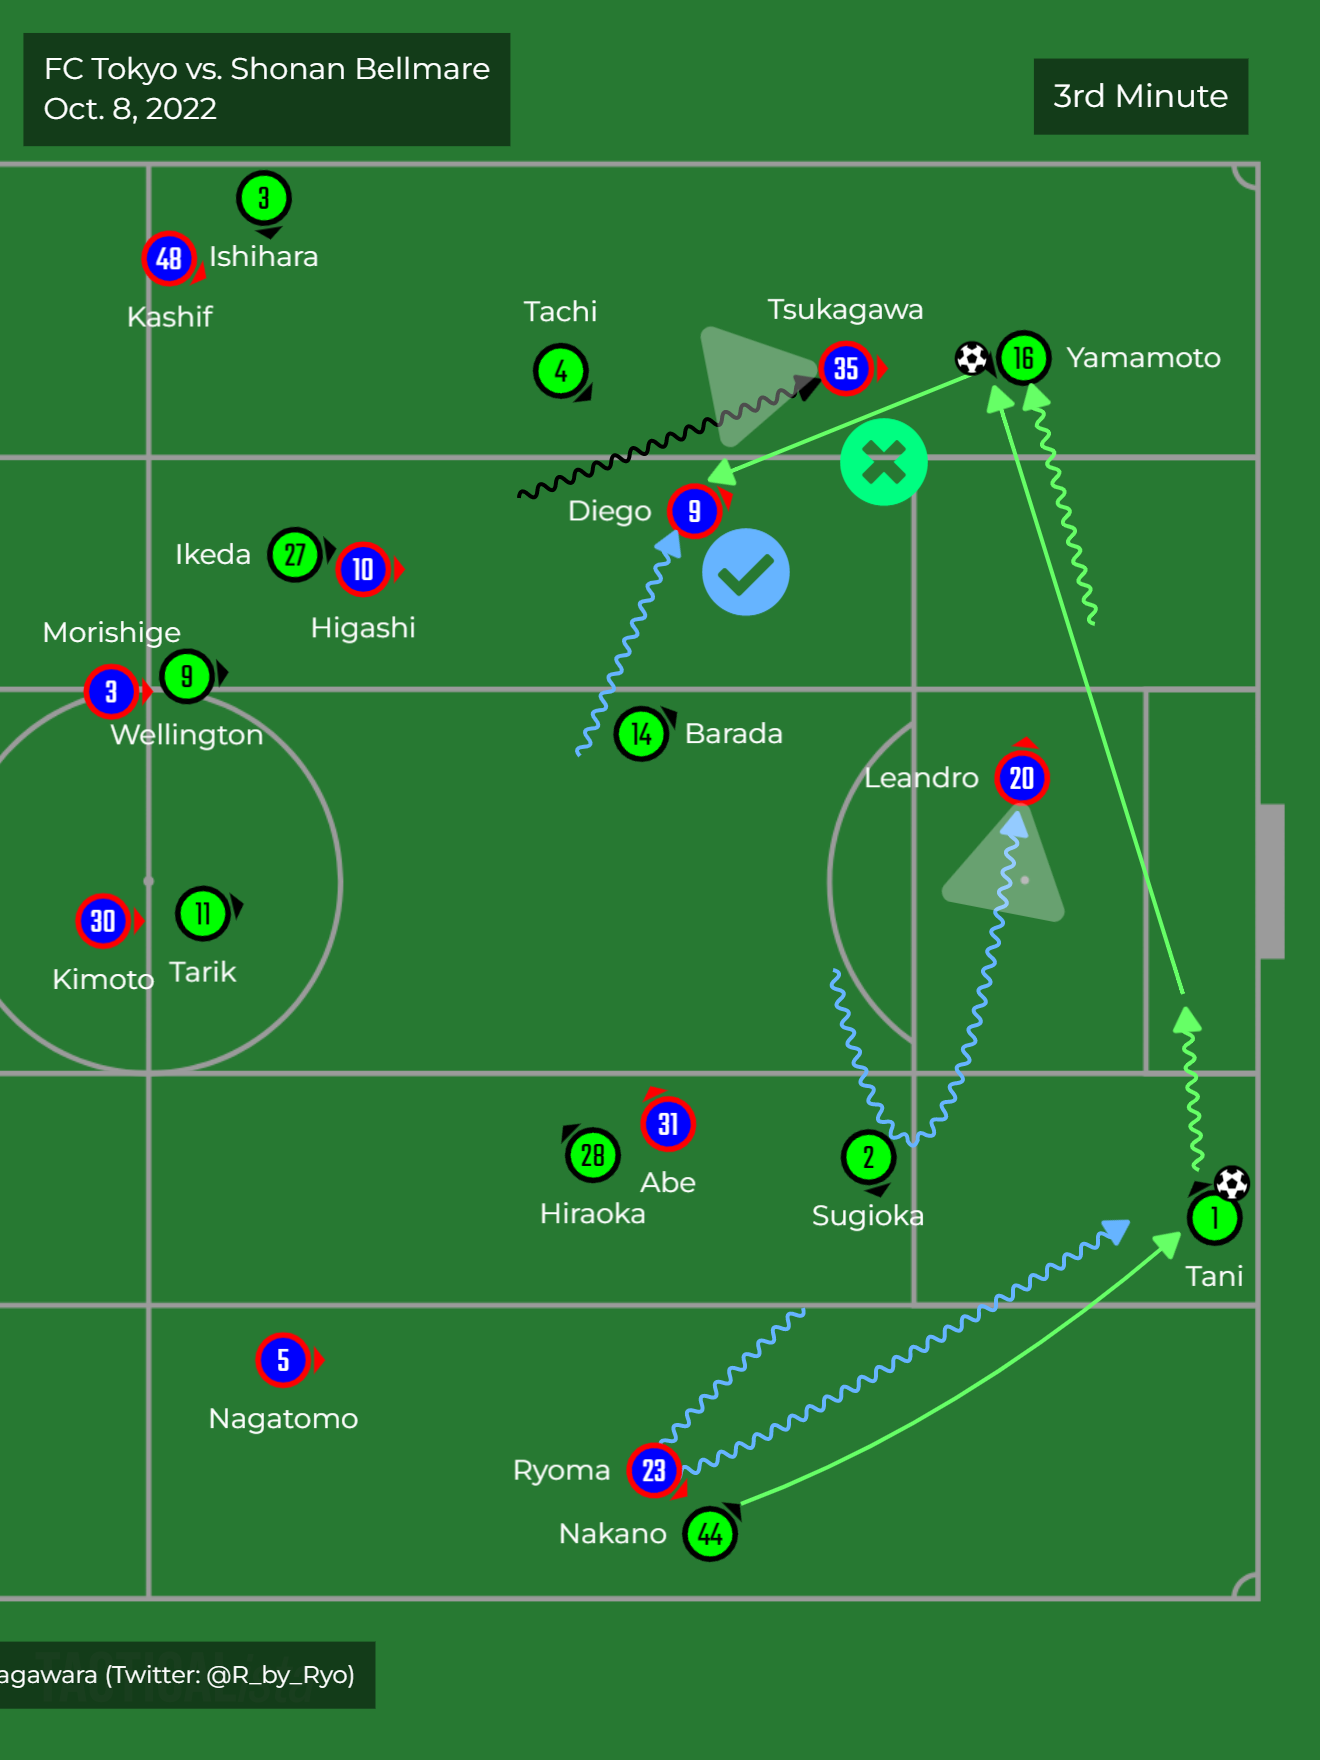 FC Tokyo vs. Shonan Bellmare
Oct. 8, 2022
3rd Minute
3
48
Ishihara
Kashif
Tachi
4
Tsukagawa
35
16
Yamamoto
Diego
9
Ikeda
27
10
Higashi
Morishige
3
9
Wellington
14
Barada
Leandro
20
30
11
Kimoto
Tarik
31
28
Abe
Hiraoka
2
Sugioka
1
Tani
5
Nagatomo
Ryoma
23
Nakano
44
agawara (Twitter: @R_by_Ryo)